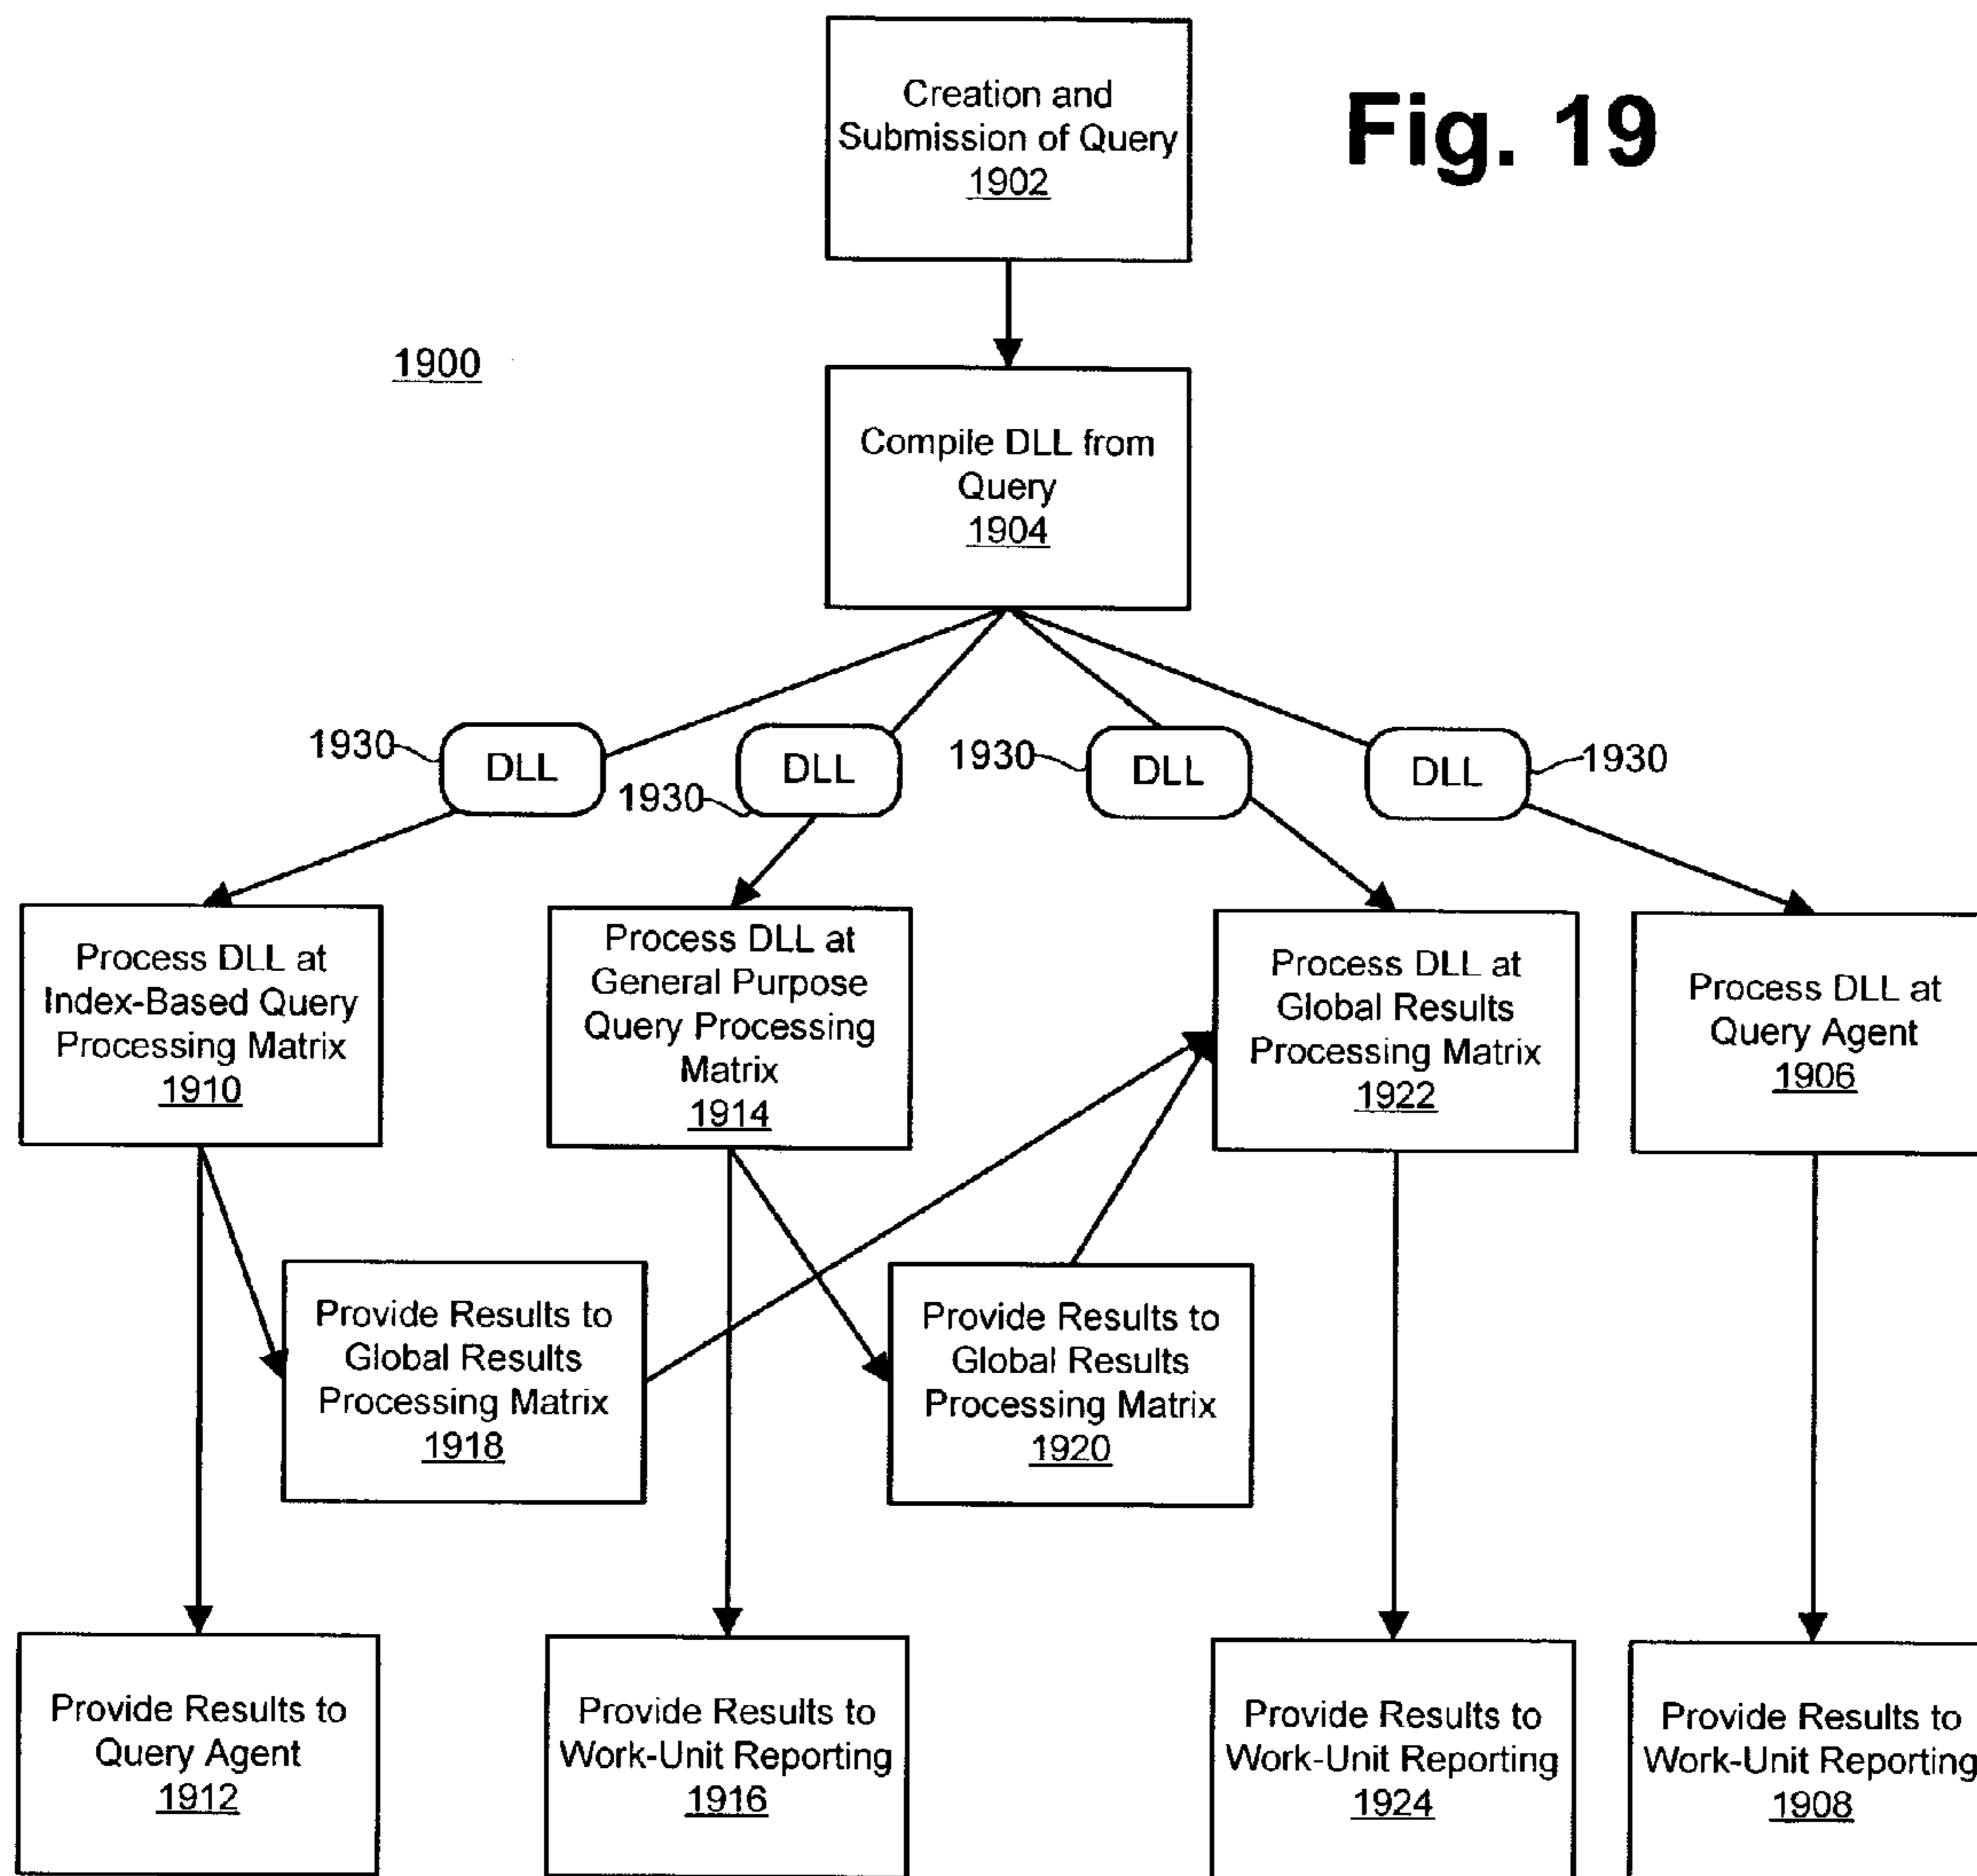 Creation and
Submission of Query
1902
Fig. 19
1900
Compile DLL from
Query
1904
1930
DLL
1930
DLL
1930
DLL
DLL
1930
Process DLL at
Index-Based Query
Processing Matrix
1910
Process DLL at
General Purpose
Query Processing
Matrix
1914
Process DLL at
Global Results
Processing Matrix
1922
Process DLL at
Query Agent
1906
Provide Results to
Global Results
Processing Matrix
1918
Provide Results to
Global Results
Processing Matrix
1920
Provide Results to
Query Agent
1912
Provide Results to
Work-Unit Reporting
1916
Provide Results to
Work-Unit Reporting
1924
Provide Results to
Work-Unit Reporting
1908